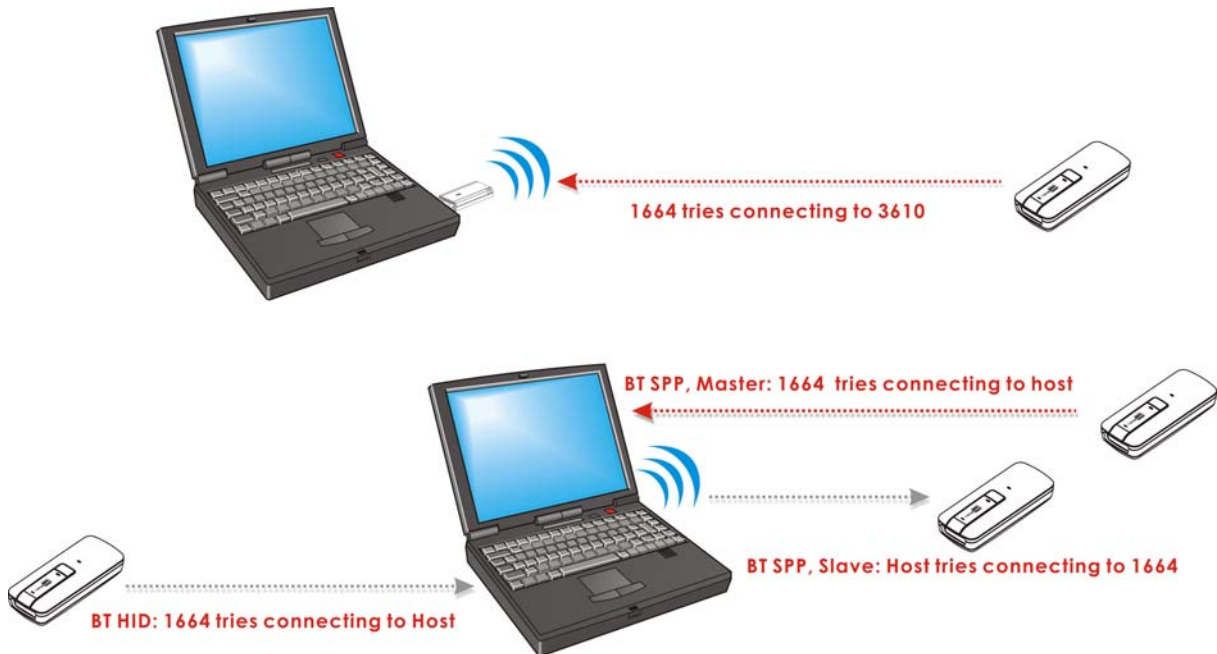 1664 tries connecting to 3610
BT SPP, Master: 1664 tries connecting to host
BT SPP, Slave: Host tries connecting to 1664
BT HID: 1664 tries connecting to Host